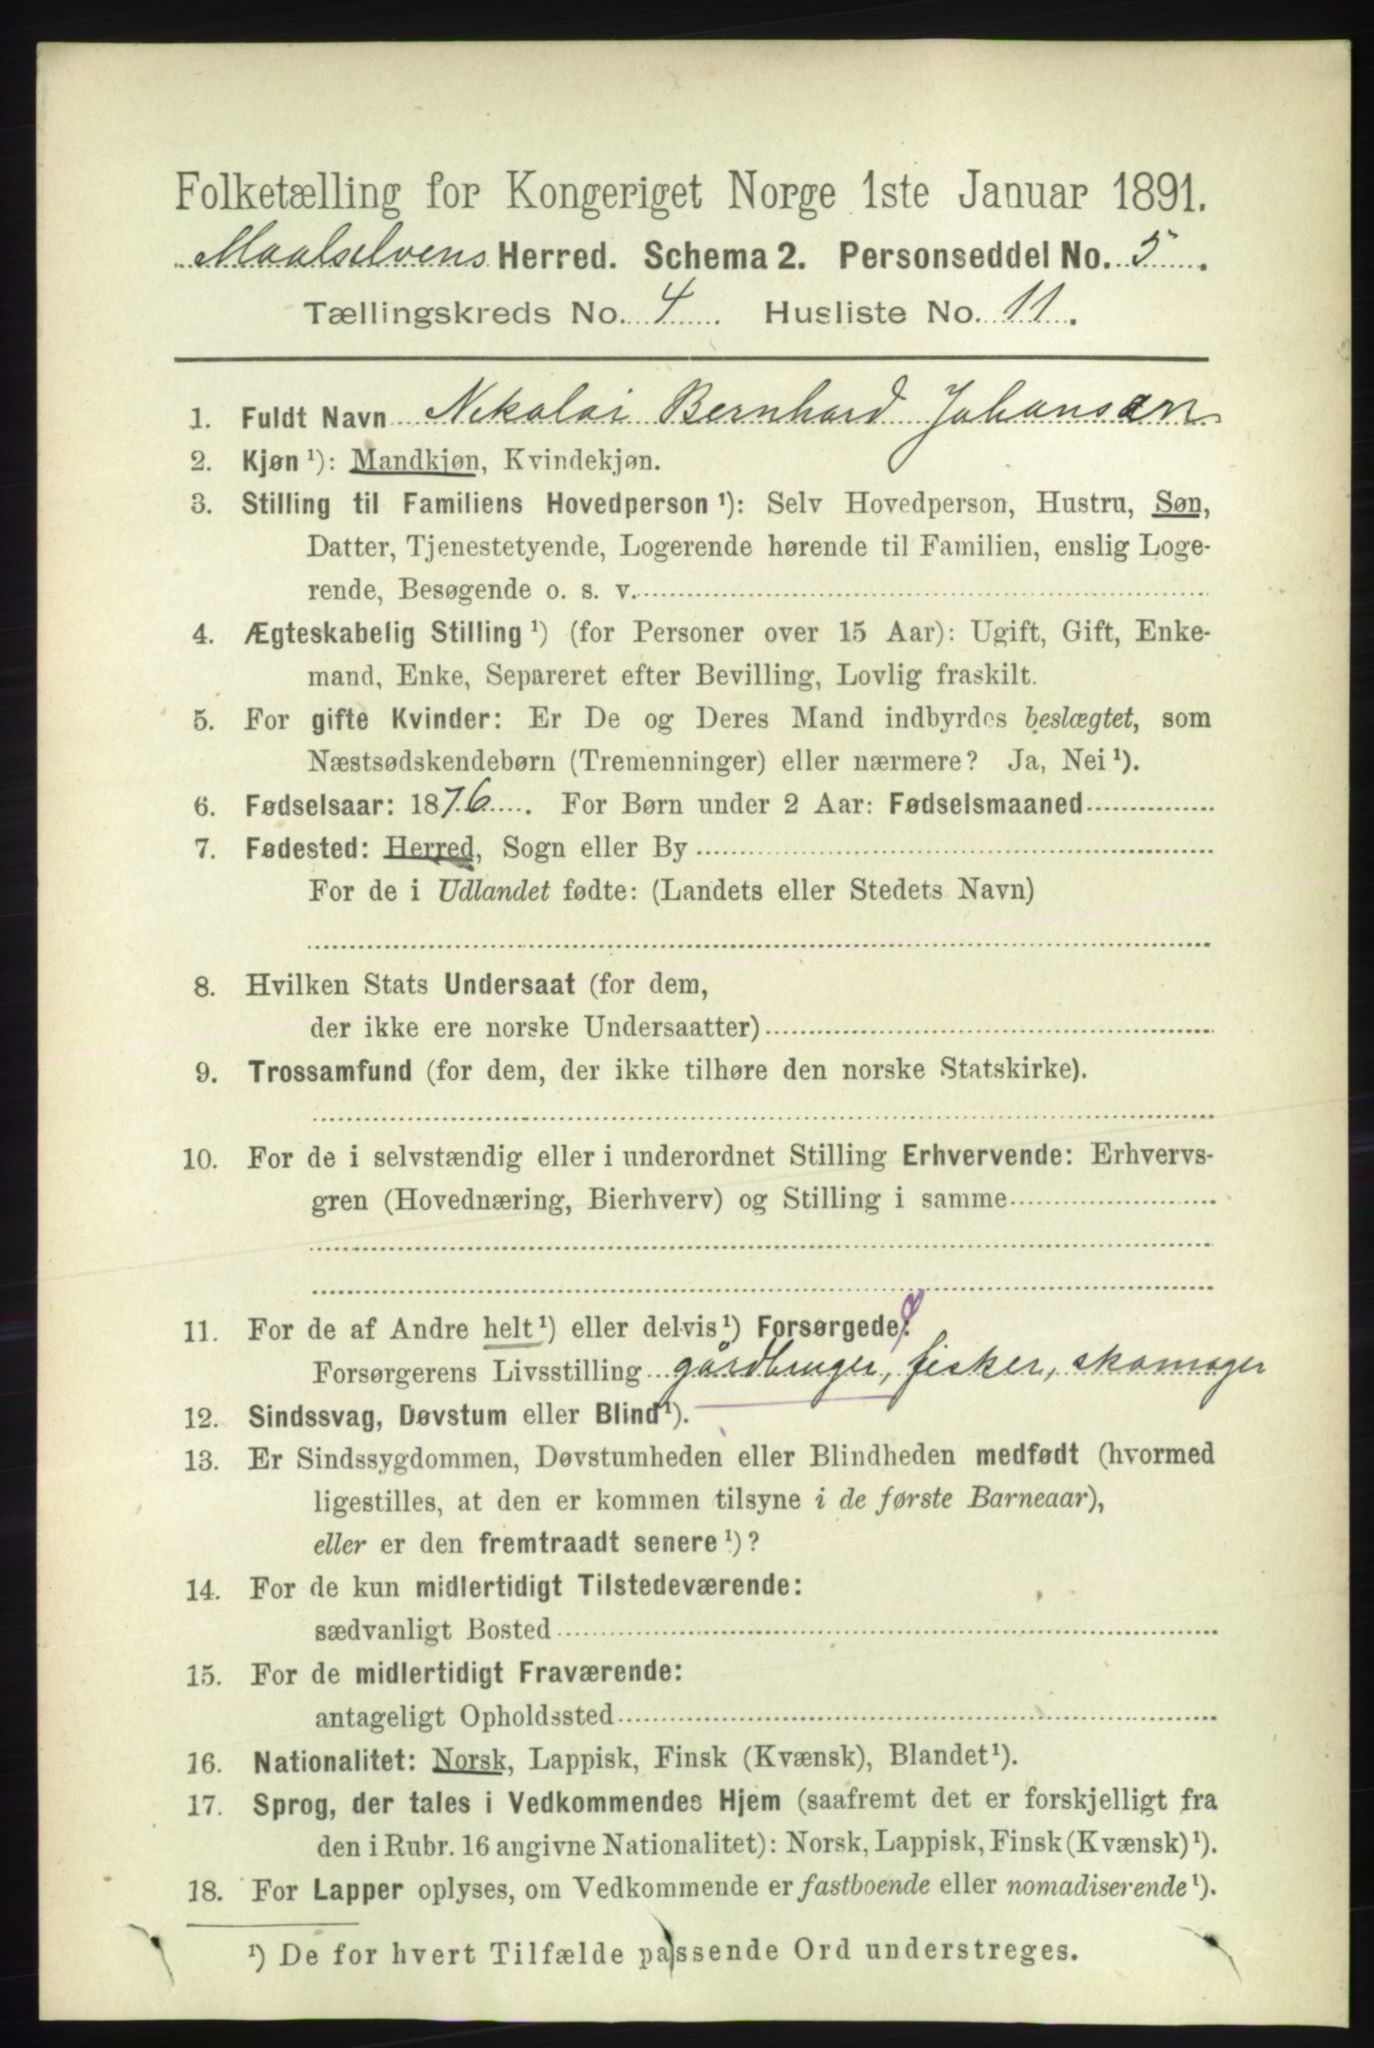 Folketælling for Kongeriget Norge 1ste Januar 1891.
Maalselvens Herred. Schema 2. Personseddel No. 5.
Tællingskreds No. 4 Husliste No. 11.
1. Fuldt Navn Nekolai Bernhard Johansen
2. Kjøn ¹): Mandkjøn, Kvindekjøn.
3. Stilling til Familiens Hovedperson ¹): Selv Hovedperson, Hustru, Søn,
Datter, Tjenestetyende, Logerende hørende til Familien, enslig Loge-
rende, Besøgende o. s. v.
4. Ægteskabelig Stilling ¹) (for Personer over 15 Aar): Ugift, Gift, Enke-
mand, Enke, Separeret efter Bevilling, Lovlig fraskilt.
5. For gifte Kvinder: Er De og Deres Mand indbyrdes beslægtet, som
Næstsødskendebørn (Tremenninger) eller nærmere? Ja, Nei ¹).
6. Fødselsaar: 1876. For Børn under 2 Aar: Fødselsmaaned
7. Fødested: Herred, Sogn eller By
For de i Udlandet fødte: (Landets eller Stedets Navn)
8. Hvilken Stats Undersaat (for dem,
der ikke ere norske Undersaatter)
9. Trossamfund (for dem, der ikke tilhøre den norske Statskirke).
10. For de i selvstændig eller i underordnet Stilling Erhvervende: Erhvervs-
gren (Hovednæring, Bierhverv) og Stilling i samme
11. For de af Andre helt ¹) eller delvis ¹) Forsørgede:
Forsørgerens Livsstilling gårdbruger, fisker, skomager
12. Sindssvag, Døvstum eller Blind ¹).
13. Er Sindssygdommen, Døvstumheden eller Blindheden medfødt (hvormed
ligestilles, at den er kommen tilsyne i de første Barneaar),
eller er den fremtraadt senere ¹)?
14. For de kun midlertidigt Tilstedeværende:
sædvanligt Bosted
15. For de midlertidigt Fraværende:
antageligt Opholdssted
16. Nationalitet: Norsk, Lappisk, Finsk (Kvænsk), Blandet ¹).
17. Sprog, der tales i Vedkommendes Hjem (saafremt det er forskjelligt fra
den i Rubr. 16 angivne Nationalitet): Norsk, Lappisk, Finsk (Kvænsk) ¹).
18. For Lapper oplyses, om Vedkommende er fastboende eller nomadiserende ¹).
¹) De for hvert Tilfælde passende Ord understreges.